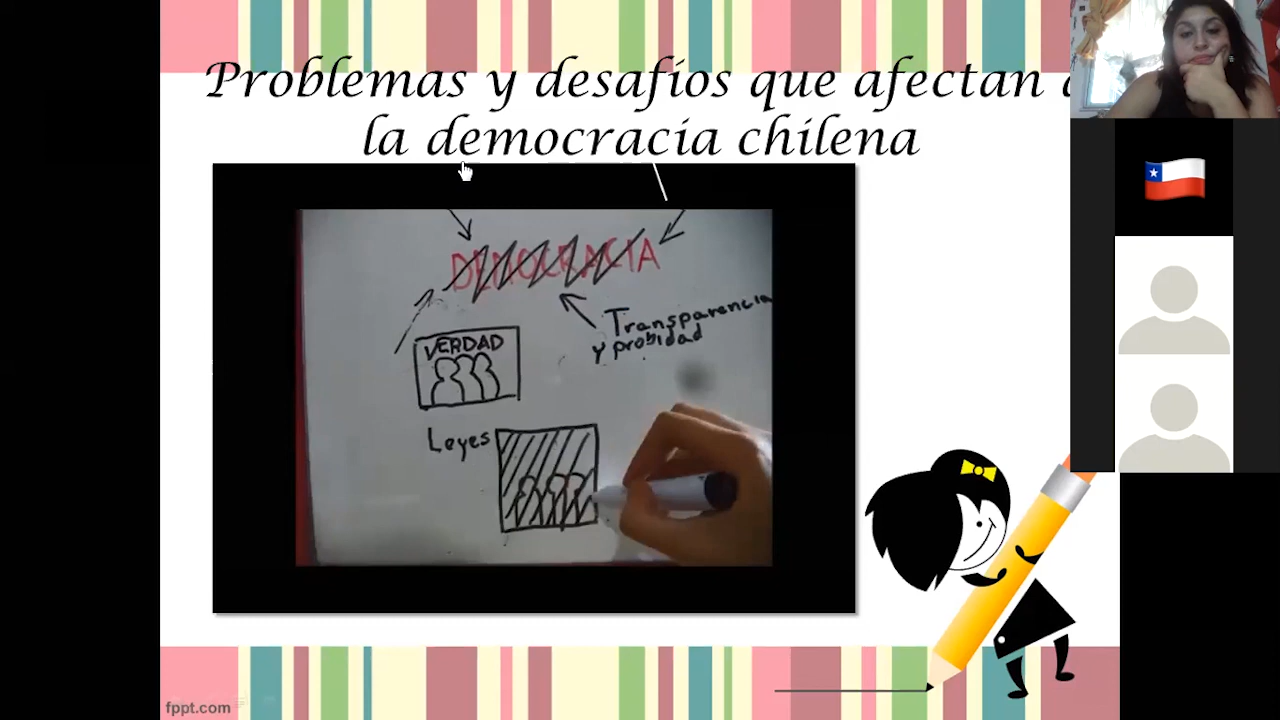 Problemas y desafíos que afectan a
la democracia chilena
DEMOCRACIA
Transparencia
y probidad
VERDAD
Leyes
fppt.com